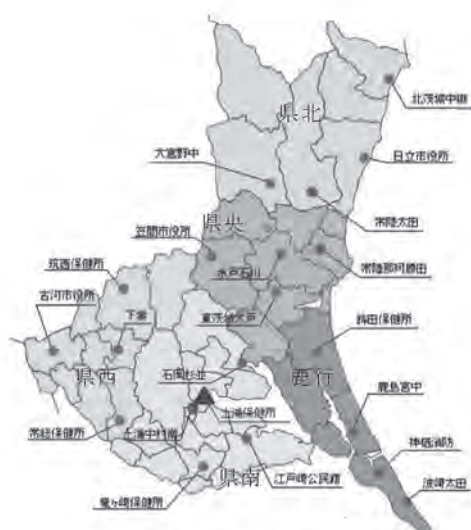 北茨城中郷
県北
大宮野中
日立市役所
県央
常陸太田
笠間市役所
水戸石川
常陸那珂勝田
筑西保健所
古河市役所
下妻
東茨城大戸
鉾田保健所
石岡杉並
鹿行
県西
鹿島宮中
土浦保健所
常総保健所
土浦中村南
神栖消防
江戸崎公民館
県南
竜ヶ崎保健所
波崎太田